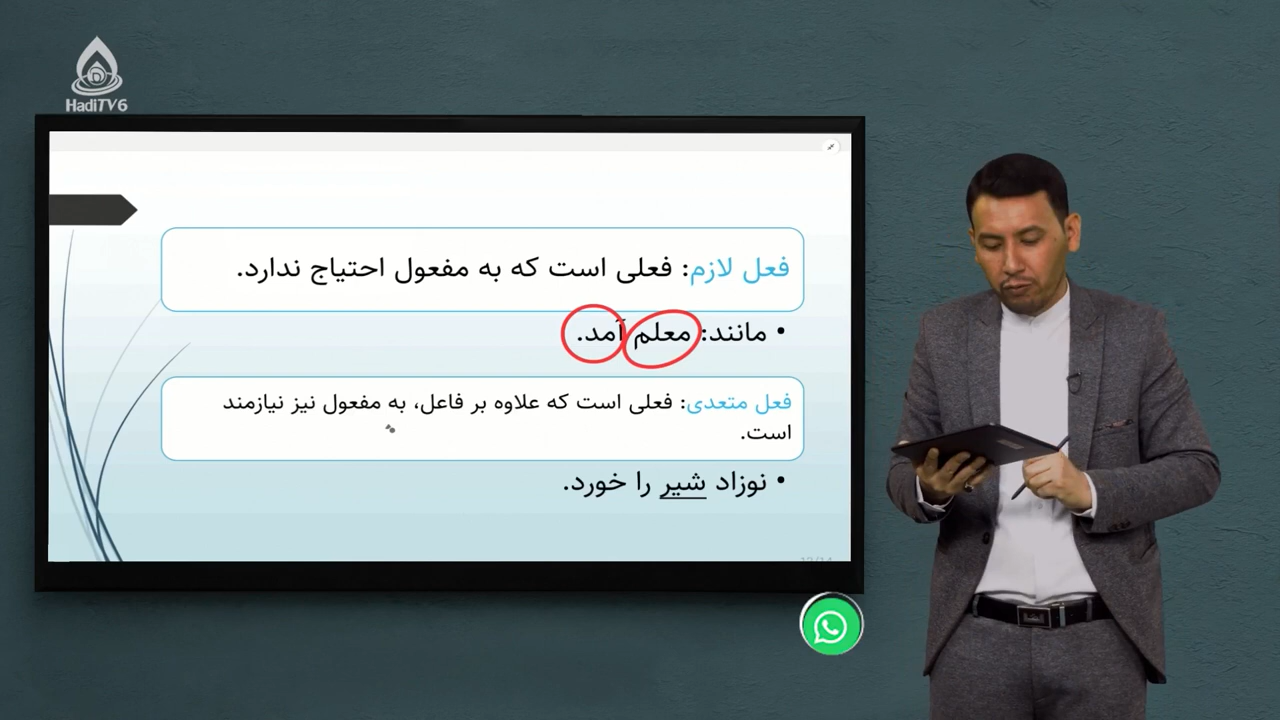 HadiTV6
فعل لازم: فعلی است که به مفعول احتیاج ندارد.
• مانند: معلم آمد.
فعل متعدی: فعلی است که علاوه بر فاعل، به مفعول نیز نیازمند
است.
• نوزاد شیر را خورد.